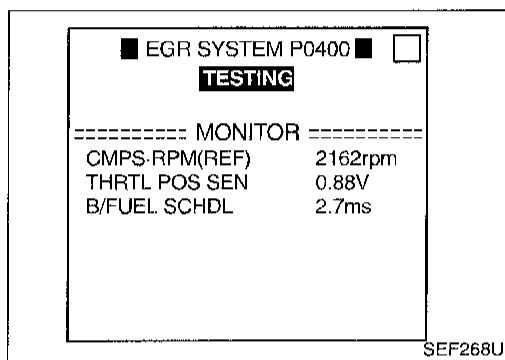 ■ EGR SYSTEM P0400 ■
TESTING
========== MONITOR ==========
CMPS·RPM(REF) 2162rpm
THRTL POS SEN 0.88V
B/FUEL SCHDL 2.7ms
SEF268U